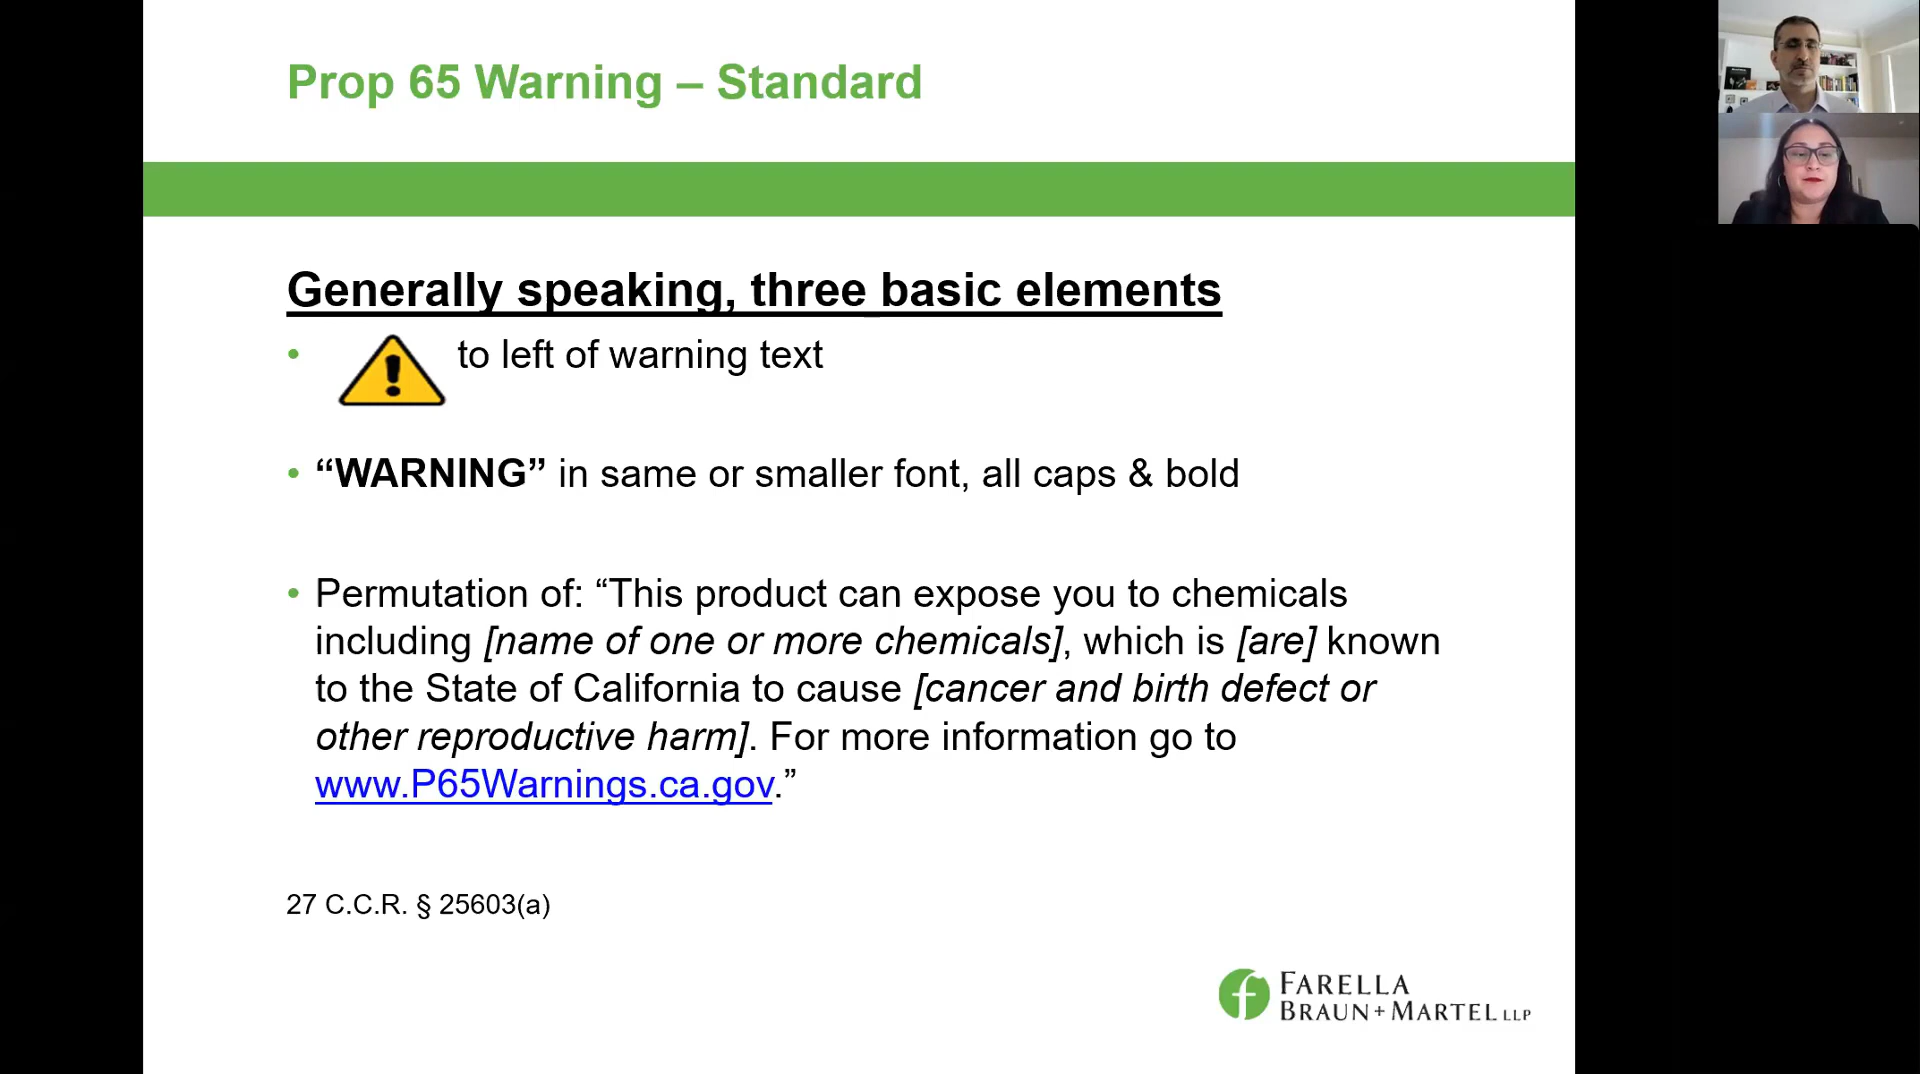 Prop 65 Warning – Standard
Generally speaking, three basic elements
• to left of warning text
• “WARNING” in same or smaller font, all caps & bold
• Permutation of: “This product can expose you to chemicals
including [name of one or more chemicals], which is [are] known
to the State of California to cause [cancer and birth defect or
other reproductive harm]. For more information go to
www.P65Warnings.ca.gov.”
27 C.C.R. § 25603(a)
f FARELLA
BRAUN+MARTEL LLP